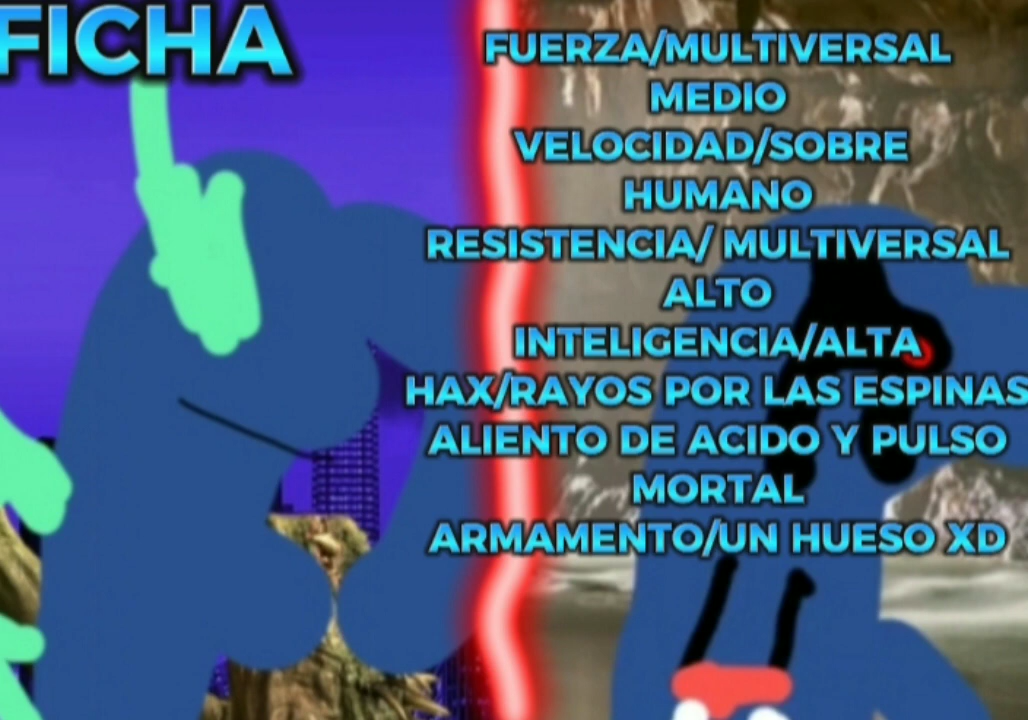 FICHA
FUERZA/MULTIVERSAL
MEDIO
VELOCIDAD/SOBRE
HUMANO
RESISTENCIA/ MULTIVERSAL
ALTO
INTELIGENCIA/ALTA
HAX/RAYOS POR LAS ESPINAS
ALIENTO DE ACIDO Y PULSO
MORTAL
ARMAMENTO/UN HUESO XD